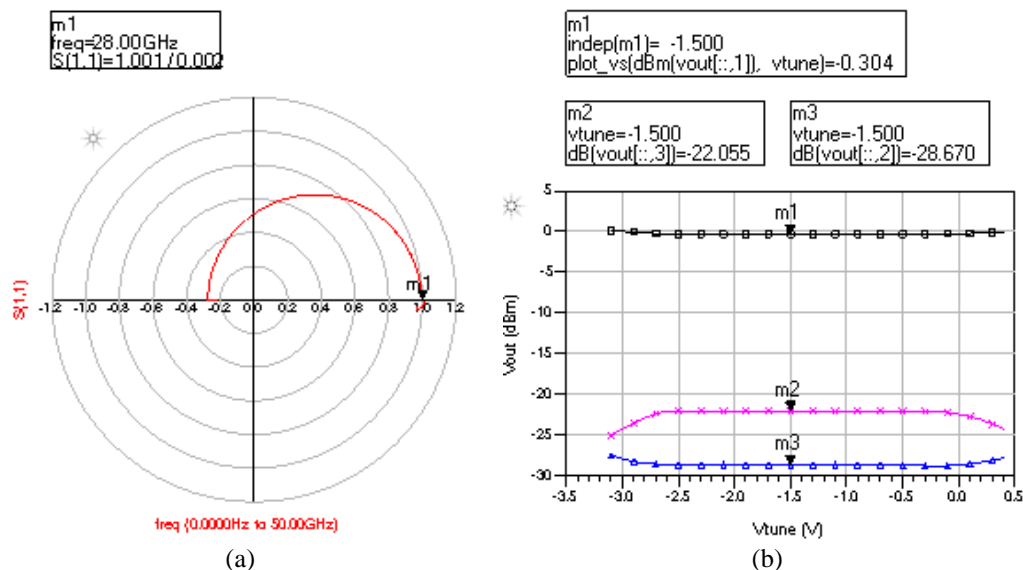 m1
freq=28.00GHz
S(1,1)=1.001/0.002
m1
indep(m1)= -1.500
plot_vs(dBm(vout[::,1]), vtune)=-0.304
m2
vtune=-1.500
dB(vout[::,3])=-22.055
m3
vtune=-1.500
dB(vout[::,2])=-28.670
S(1,1)
m1
-1.2 -1.0 -0.8 -0.6 -0.4 -0.2 0.0 0.2 0.4 0.6 0.8 1.0 1.2
freq (0.0000Hz to 50.00GHz)
(a)
Vout (dBm)
5
0
-5
-10
-15
-20
-25
-30
m1
m2
m3
-3.5 -3.0 -2.5 -2.0 -1.5 -1.0 -0.5 0.0 0.5
Vtune (V)
(b)